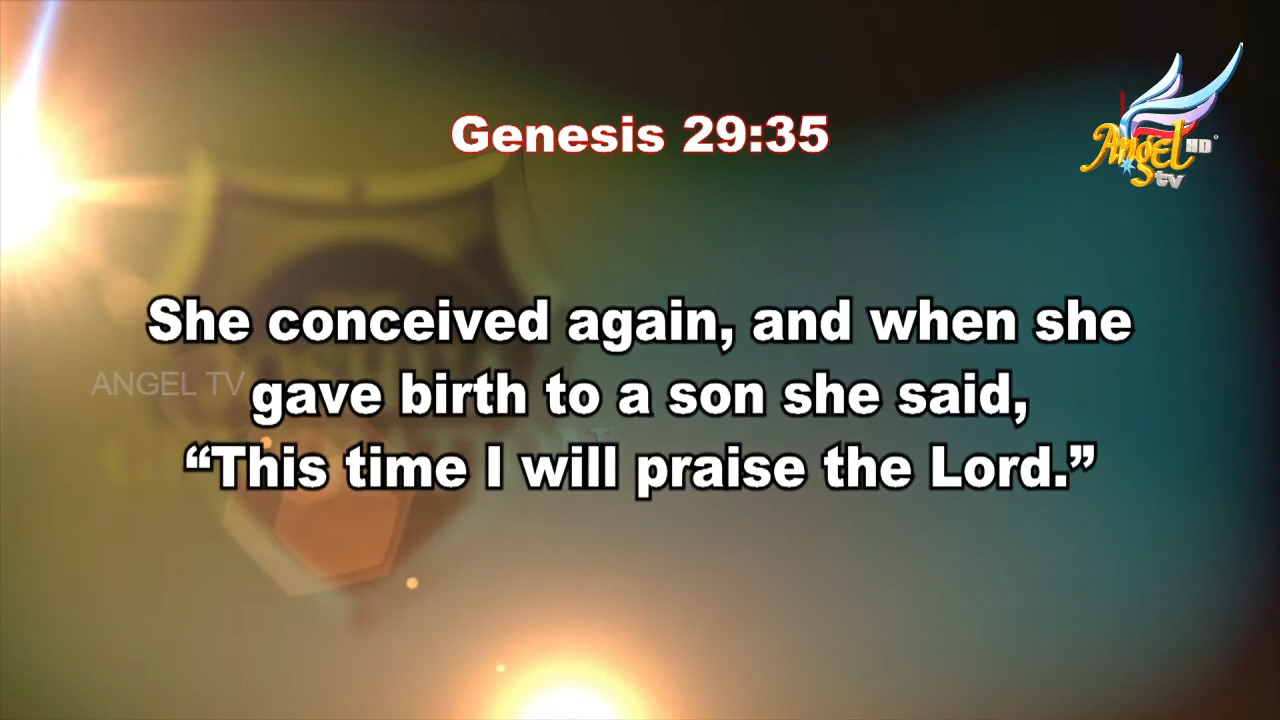 Genesis 29:35
Angel HD
tv
She conceived again, and when she
ANGEL TV
gave birth to a son she said,
“This time I will praise the Lord.”